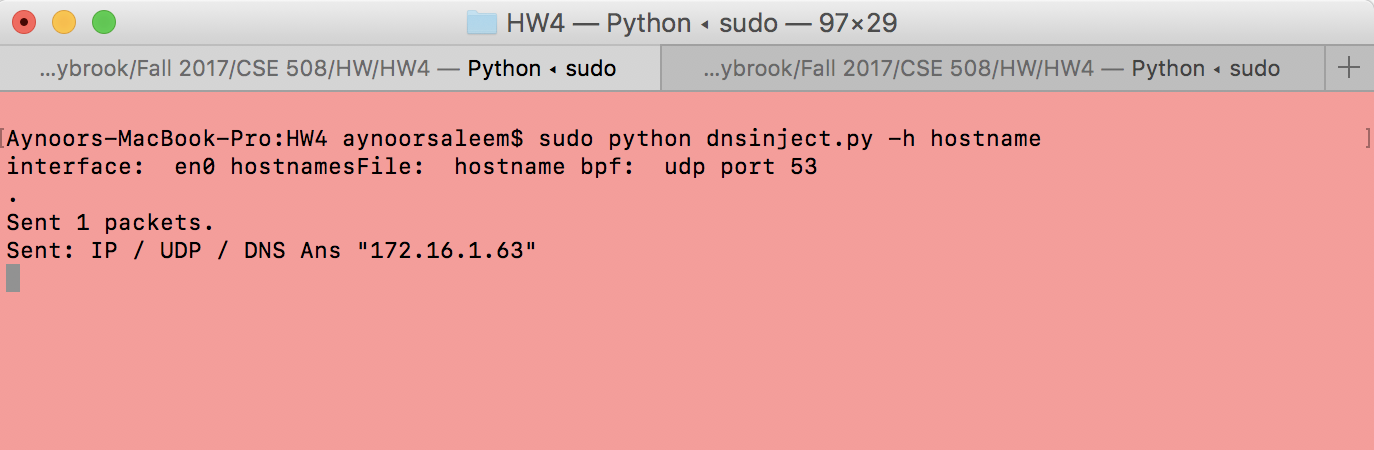 HW4 — Python ◂ sudo — 97×29
...ybrook/Fall 2017/CSE 508/HW/HW4 — Python ◂ sudo
...ybrook/Fall 2017/CSE 508/HW/HW4 — Python ◂ sudo +
[Aynoors-MacBook-Pro:HW4 aynoorsaleem$ sudo python dnsinject.py -h hostname ]
interface:  en0 hostnamesFile:  hostname bpf:  udp port 53
.
Sent 1 packets.
Sent: IP / UDP / DNS Ans "172.16.1.63"